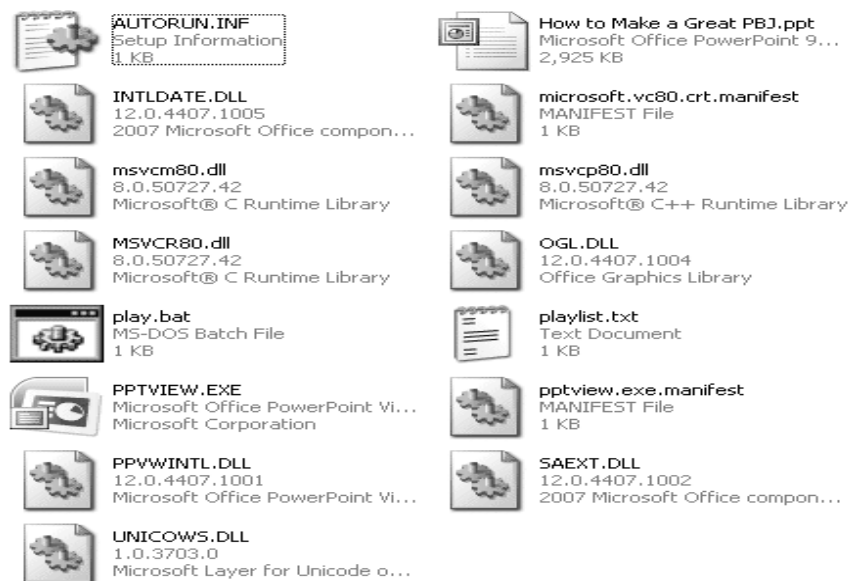 AUTORUN.INF
Setup Information
1 KB
How to Make a Great PBJ.ppt
Microsoft Office PowerPoint 9...
2,925 KB
INTLDATE.DLL
12.0.4407.1005
2007 Microsoft Office compon...
microsoft.vc80.crt.manifest
MANIFEST File
1 KB
msvcm80.dll
8.0.50727.42
Microsoft® C Runtime Library
msvcp80.dll
8.0.50727.42
Microsoft® C++ Runtime Library
MSVCR80.dll
8.0.50727.42
Microsoft® C Runtime Library
OGL.DLL
12.0.4407.1004
Office Graphics Library
play.bat
MS-DOS Batch File
1 KB
playlist.txt
Text Document
1 KB
PPTVIEW.EXE
Microsoft Office PowerPoint Vi...
Microsoft Corporation
pptview.exe.manifest
MANIFEST File
1 KB
PPVWINTL.DLL
12.0.4407.1001
Microsoft Office PowerPoint Vi...
SAEXT.DLL
12.0.4407.1002
2007 Microsoft Office compon...
UNICOWS.DLL
1.0.3703.0
Microsoft Layer for Unicode o...